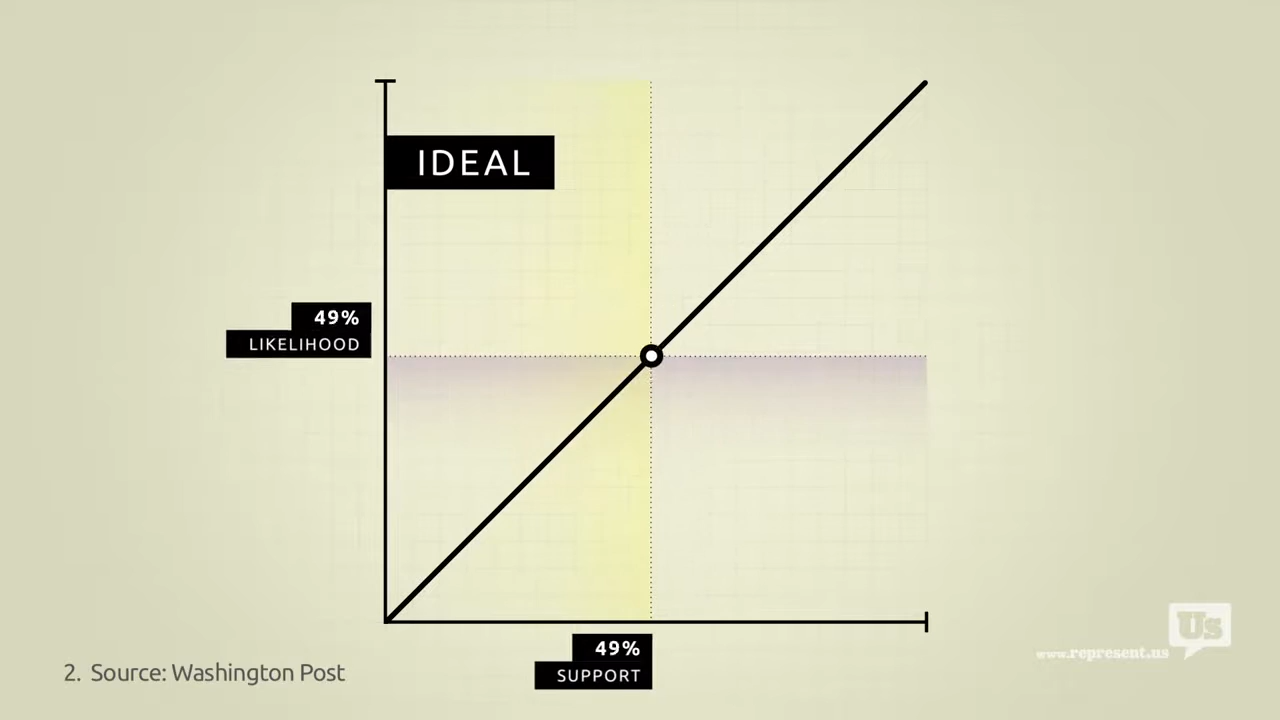 IDEAL
49%
LIKELIHOOD
49%
SUPPORT
2. Source: Washington Post
Us
www.represent.us